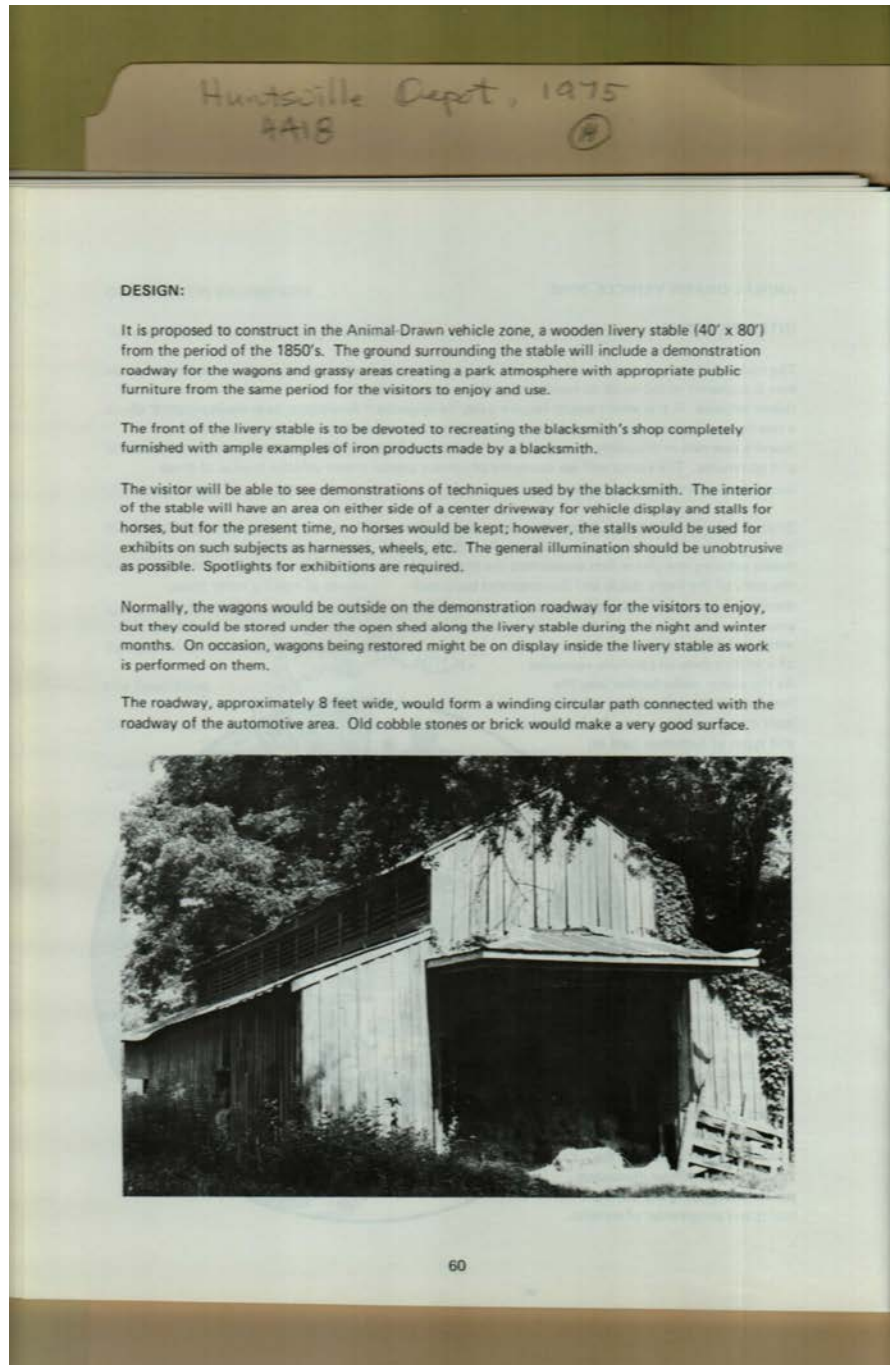 Huntsville Depot, 1975
4A18 A
DESIGN:
It is proposed to construct in the Animal-Drawn vehicle zone, a wooden livery stable (40' x 80')
from the period of the 1850's. The ground surrounding the stable will include a demonstration
roadway for the wagons and grassy areas creating a park atmosphere with appropriate public
furniture from the same period for the visitors to enjoy and use.
The front of the livery stable is to be devoted to recreating the blacksmith's shop completely
furnished with ample examples of iron products made by a blacksmith.
The visitor will be able to see demonstrations of techniques used by the blacksmith. The interior
of the stable will have an area on either side of a center driveway for vehicle display and stalls for
horses, but for the present time, no horses would be kept; however, the stalls would be used for
exhibits on such subjects as harnesses, wheels, etc. The general illumination should be unobtrusive
as possible. Spotlights for exhibitions are required.
Normally, the wagons would be outside on the demonstration roadway for the visitors to enjoy,
but they could be stored under the open shed along the livery stable during the night and winter
months. On occasion, wagons being restored might be on display inside the livery stable as work
is performed on them.
The roadway, approximately 8 feet wide, would form a winding circular path connected with the
roadway of the automotive area. Old cobble stones or brick would make a very good surface.
60